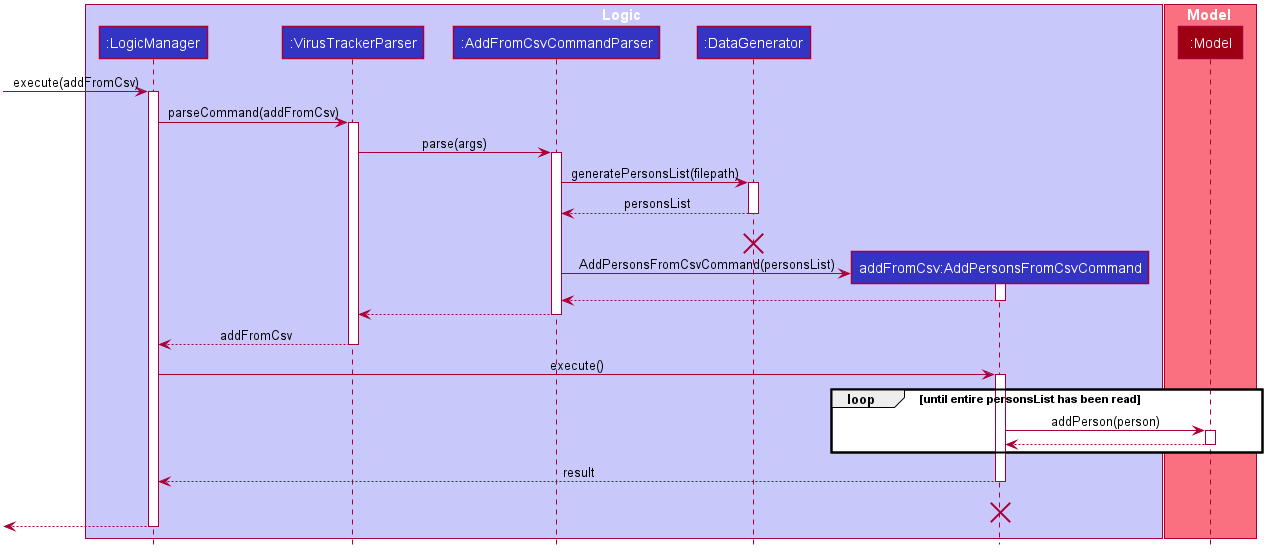 Logic
Model
:LogicManager
:VirusTrackerParser
:AddFromCsvCommandParser
:DataGenerator
:Model
execute(addFromCsv)
parseCommand(addFromCsv)
parse(args)
generatePersonsList(filepath)
personsList
AddPersonsFromCsvCommand(personsList)
addFromCsv:AddPersonsFromCsvCommand
addFromCsv
execute()
loop [until entire personsList has been read]
addPerson(person)
result